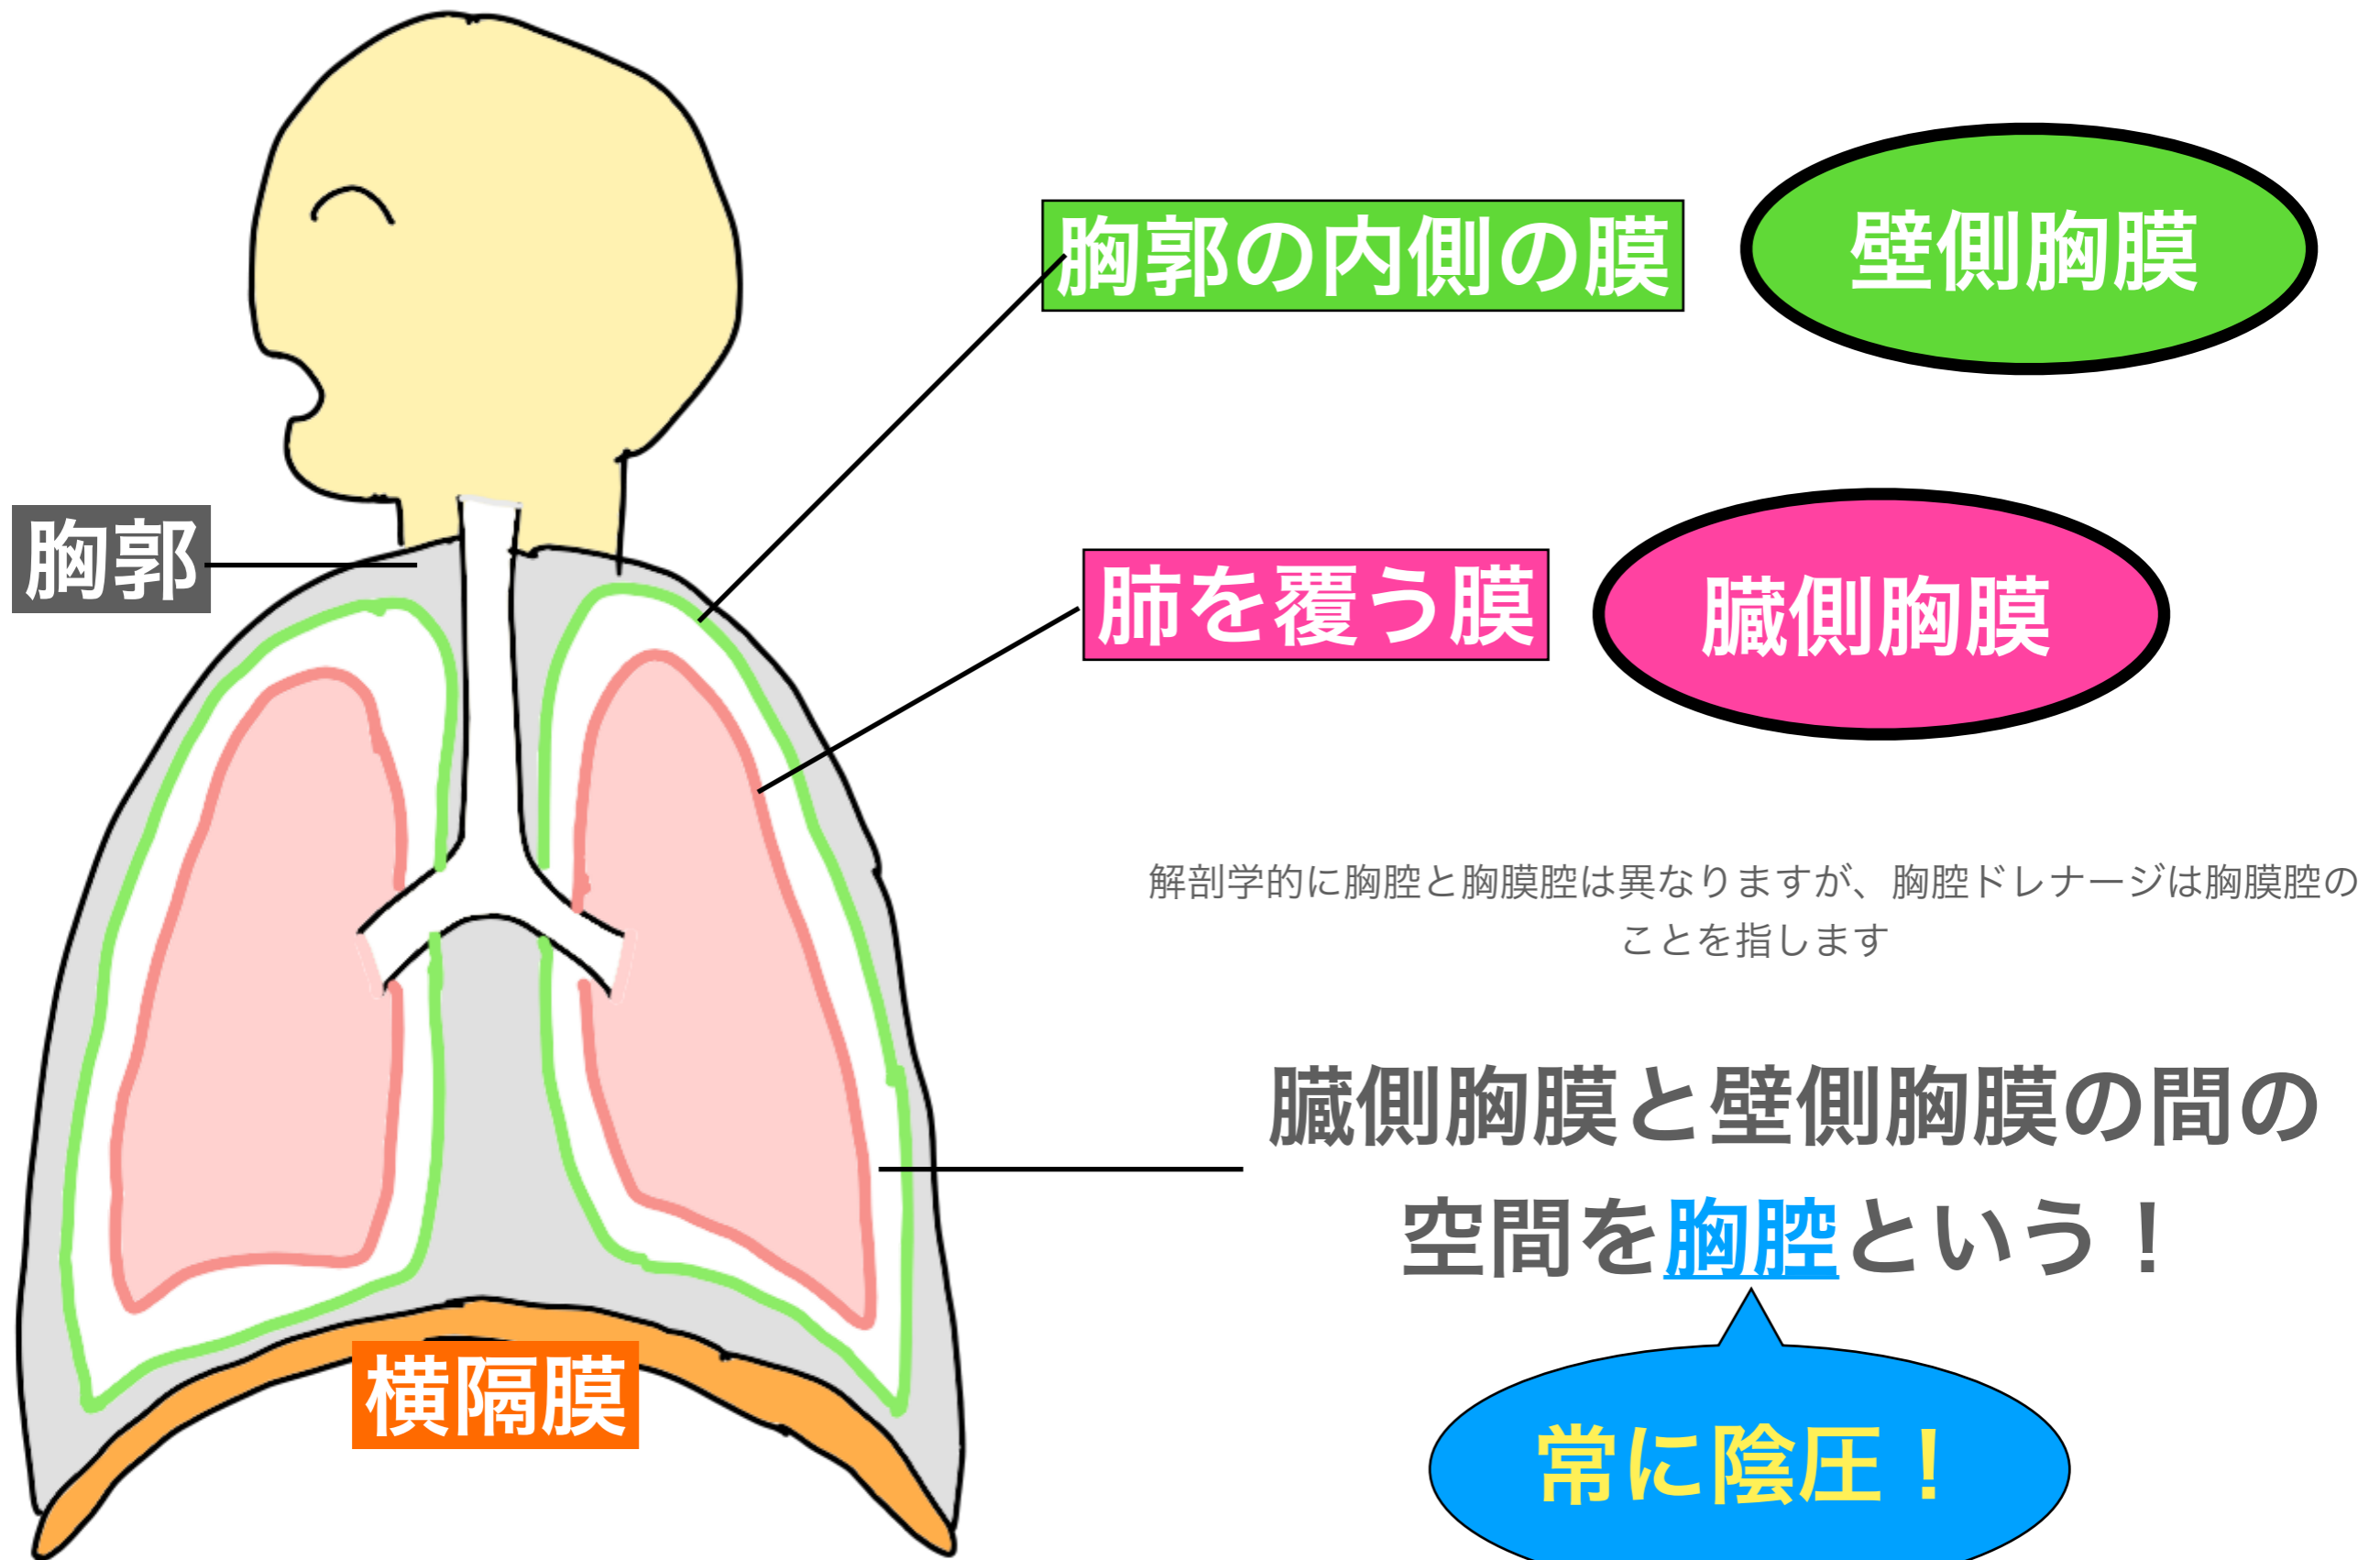 胸郭の内側の膜
壁側胸膜
胸郭
肺を覆う膜
臓側胸膜
解剖学的に胸腔と胸膜腔は異なりますが、胸腔ドレナージは胸膜腔の
ことを指します
臓側胸膜と壁側胸膜の間の
空間を胸腔という！
横隔膜
常に陰圧！